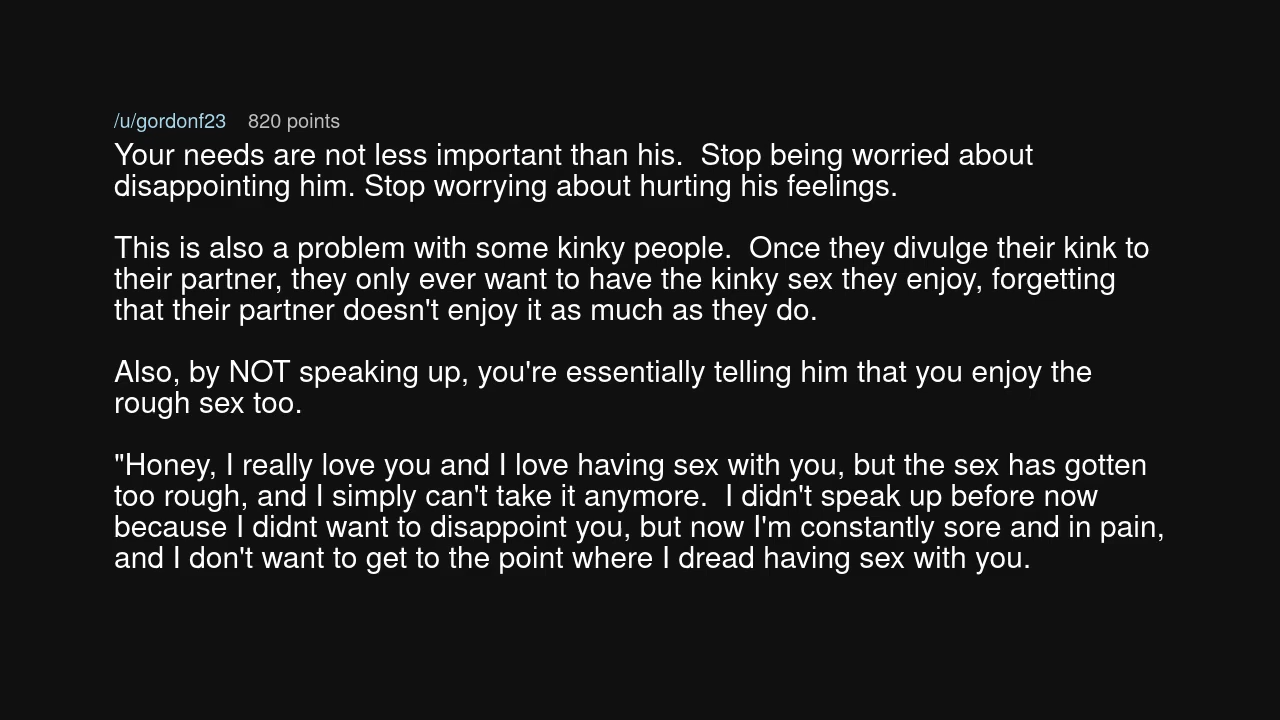 /u/gordonf23 820 points
Your needs are not less important than his.  Stop being worried about
disappointing him. Stop worrying about hurting his feelings.
This is also a problem with some kinky people.  Once they divulge their kink to
their partner, they only ever want to have the kinky sex they enjoy, forgetting
that their partner doesn't enjoy it as much as they do.
Also, by NOT speaking up, you're essentially telling him that you enjoy the
rough sex too.
"Honey, I really love you and I love having sex with you, but the sex has gotten
too rough, and I simply can't take it anymore.  I didn't speak up before now
because I didnt want to disappoint you, but now I'm constantly sore and in pain,
and I don't want to get to the point where I dread having sex with you.